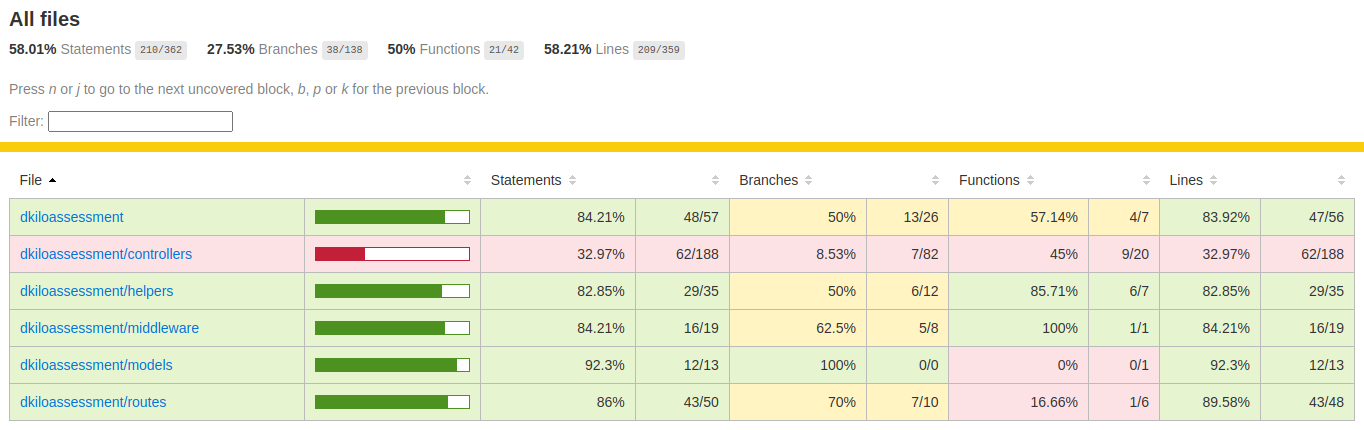 All files
58.01% Statements 210/362 27.53% Branches 38/138 50% Functions 21/42 58.21% Lines 209/359
Press n or j to go to the next uncovered block, b, p or k for the previous block.
Filter:
File Statements Branches Functions Lines
dkiloassessment 84.21% 48/57 50% 13/26 57.14% 4/7 83.92% 47/56
dkiloassessment/controllers 32.97% 62/188 8.53% 7/82 45% 9/20 32.97% 62/188
dkiloassessment/helpers 82.85% 29/35 50% 6/12 85.71% 6/7 82.85% 29/35
dkiloassessment/middleware 84.21% 16/19 62.5% 5/8 100% 1/1 84.21% 16/19
dkiloassessment/models 92.3% 12/13 100% 0/0 0% 0/1 92.3% 12/13
dkiloassessment/routes 86% 43/50 70% 7/10 16.66% 1/6 89.58% 43/48